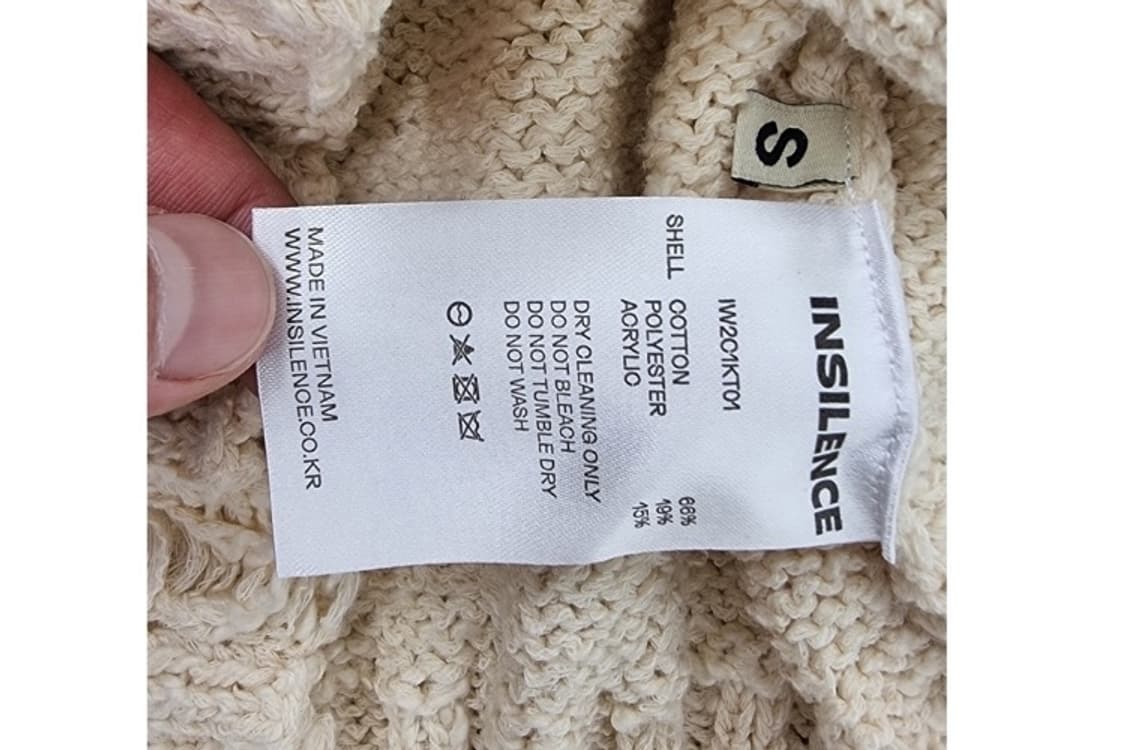 S
INSILENCE
IW2C1KT01
SHELL COTTON 66%
POLYESTER 19%
ACRYLIC 15%
DRY CLEANING ONLY
DO NOT BLEACH
DO NOT TUMBLE DRY
DO NOT WASH
MADE IN VIETNAM
WWW.INSILENCE.CO.KR